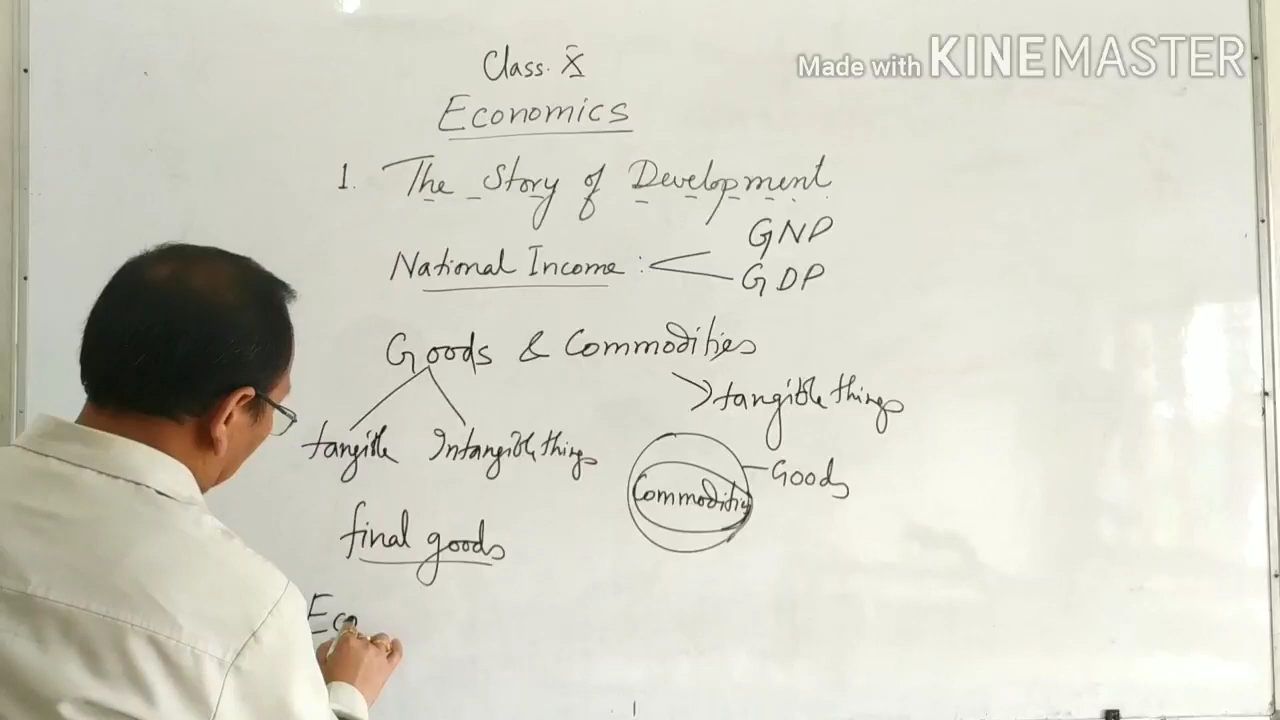 Made with KINEMASTER
Class. X
Economics
1. The Story of Development
National Income : GNP
GDP
Goods & Commodities
tangible things
tangible Intangible things
Goods
Commodities
final goods
Eco